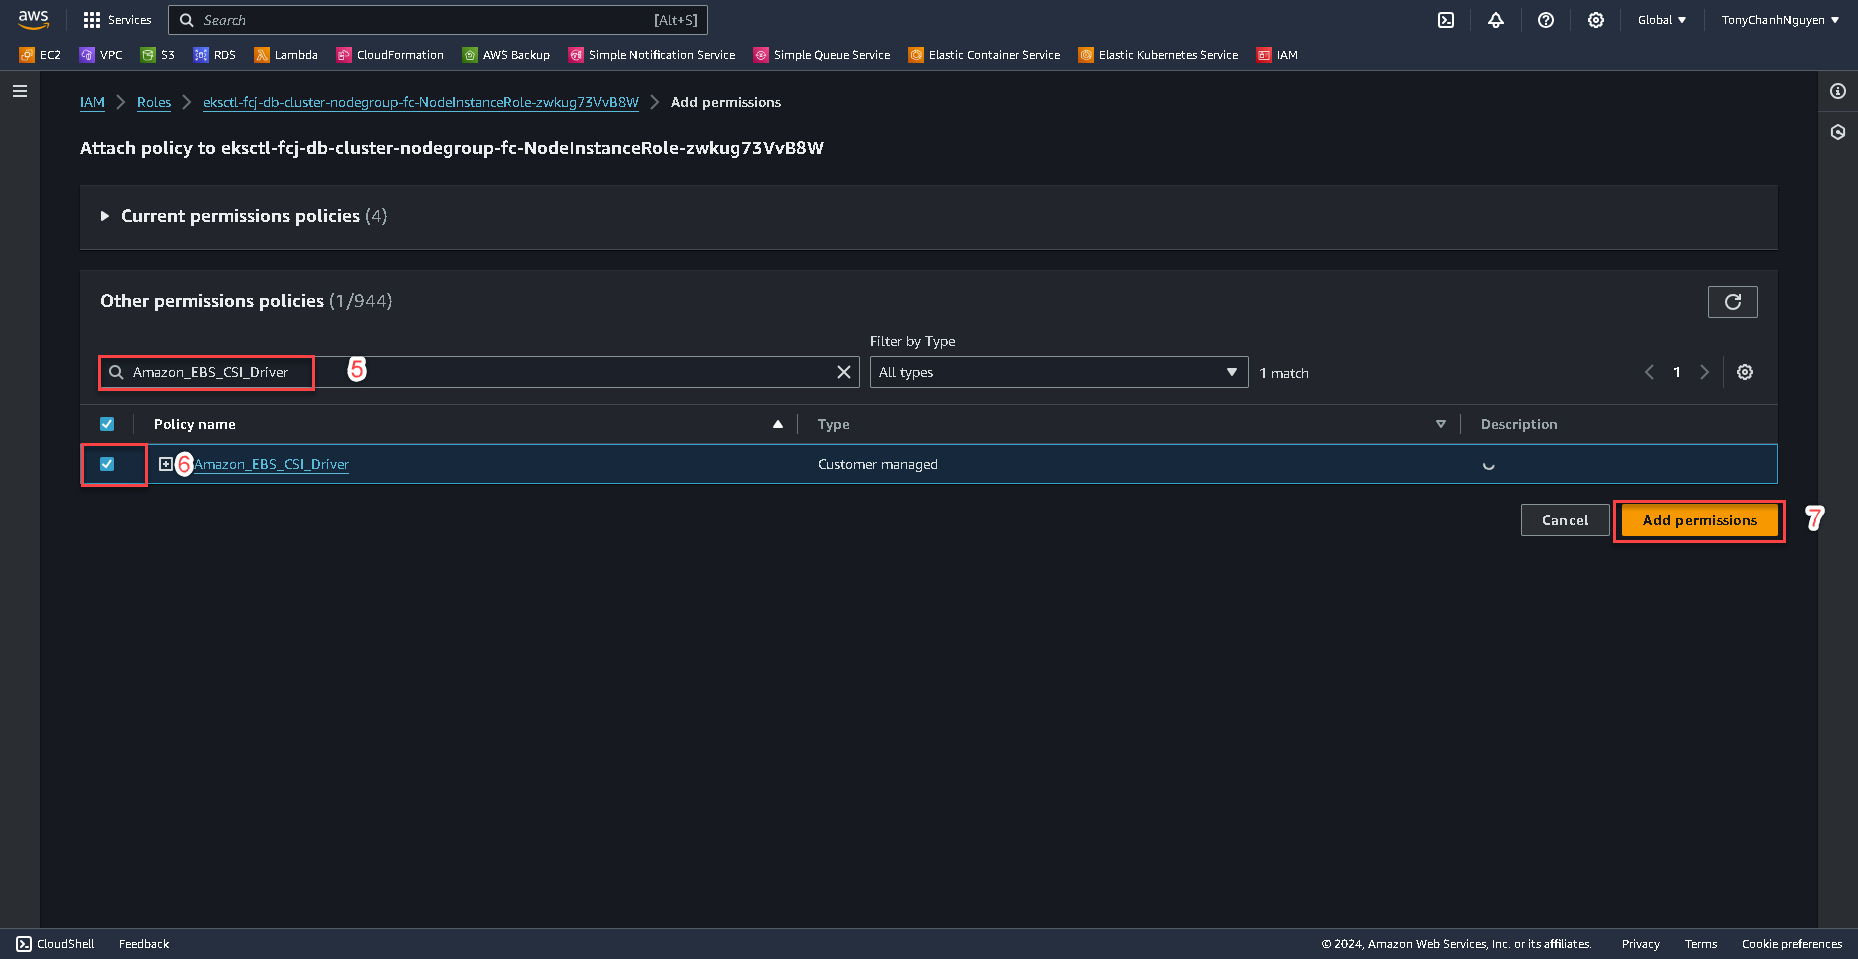 aws
Services
Search
[Alt+S]
Global
TonyChanhNguyen
EC2 VPC S3 RDS Lambda CloudFormation AWS Backup Simple Notification Service Simple Queue Service Elastic Container Service Elastic Kubernetes Service IAM
IAM > Roles > eksctl-fcj-db-cluster-nodegroup-fc-NodeInstanceRole-zwkug73VvB8W > Add permissions
Attach policy to eksctl-fcj-db-cluster-nodegroup-fc-NodeInstanceRole-zwkug73VvB8W
Current permissions policies (4)
Other permissions policies (1/944)
Filter by Type
Amazon_EBS_CSI_Driver
5
All types
1 match
1
Policy name
Type
Description
6
Amazon_EBS_CSI_Driver
Customer managed
Cancel
Add permissions
7
CloudShell
Feedback
© 2024, Amazon Web Services, Inc. or its affiliates.
Privacy
Terms
Cookie preferences